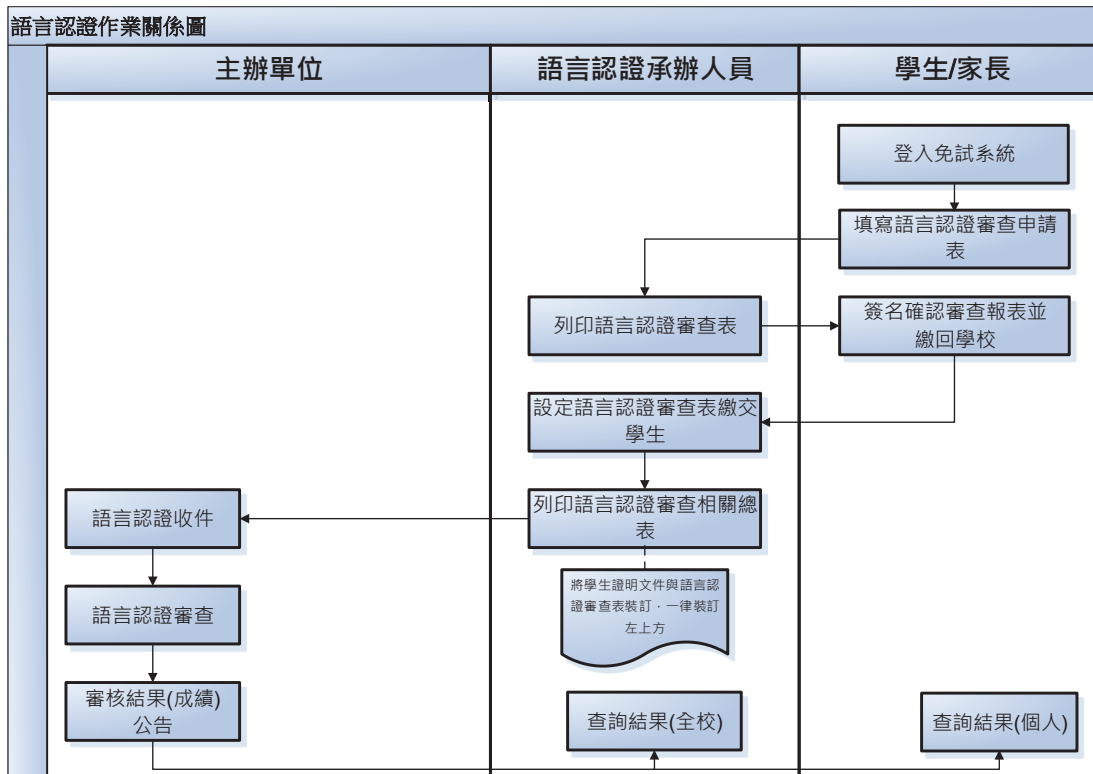 語言認證作業關係圖
主辦單位
語言認證承辦人員
學生/家長
登入免試系統
填寫語言認證審查申請
表
列印語言認證審查表
簽名確認審查報表並
繳回學校
設定語言認證審查表繳交
學生
列印語言認證審查相關總
表
語言認證收件
將學生證明文件與語言認
證審查表裝訂，一律裝訂
左上方
語言認證審查
審核結果(成績)
公告
查詢結果(全校)
查詢結果(個人)